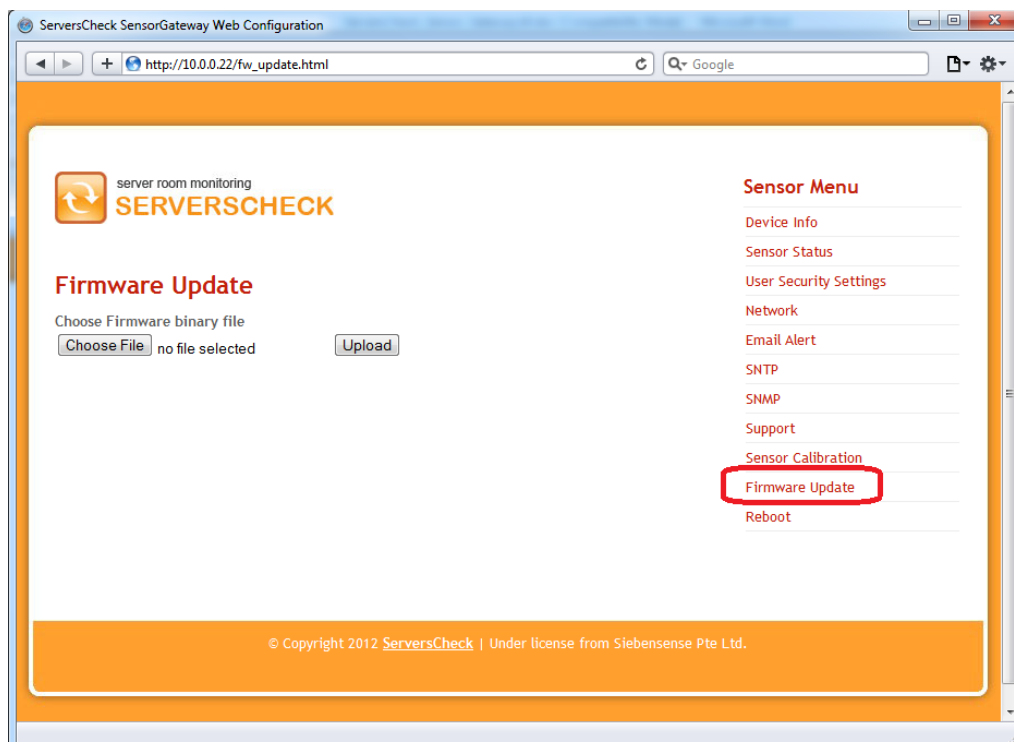 ServersCheck SensorGateway Web Configuration
http://10.0.0.22/fw_update.html
Google
server room monitoring
SERVERSCHECK
Firmware Update
Choose Firmware binary file
Choose File no file selected Upload
Sensor Menu
Device Info
Sensor Status
User Security Settings
Network
Email Alert
SNTP
SNMP
Support
Sensor Calibration
Firmware Update
Reboot
© Copyright 2012 ServersCheck | Under license from Siebensense Pte Ltd.